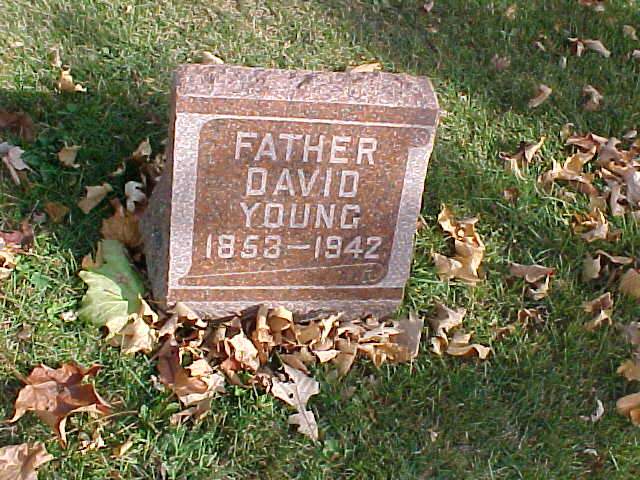 FATHER
DAVID
YOUNG
1853-1942